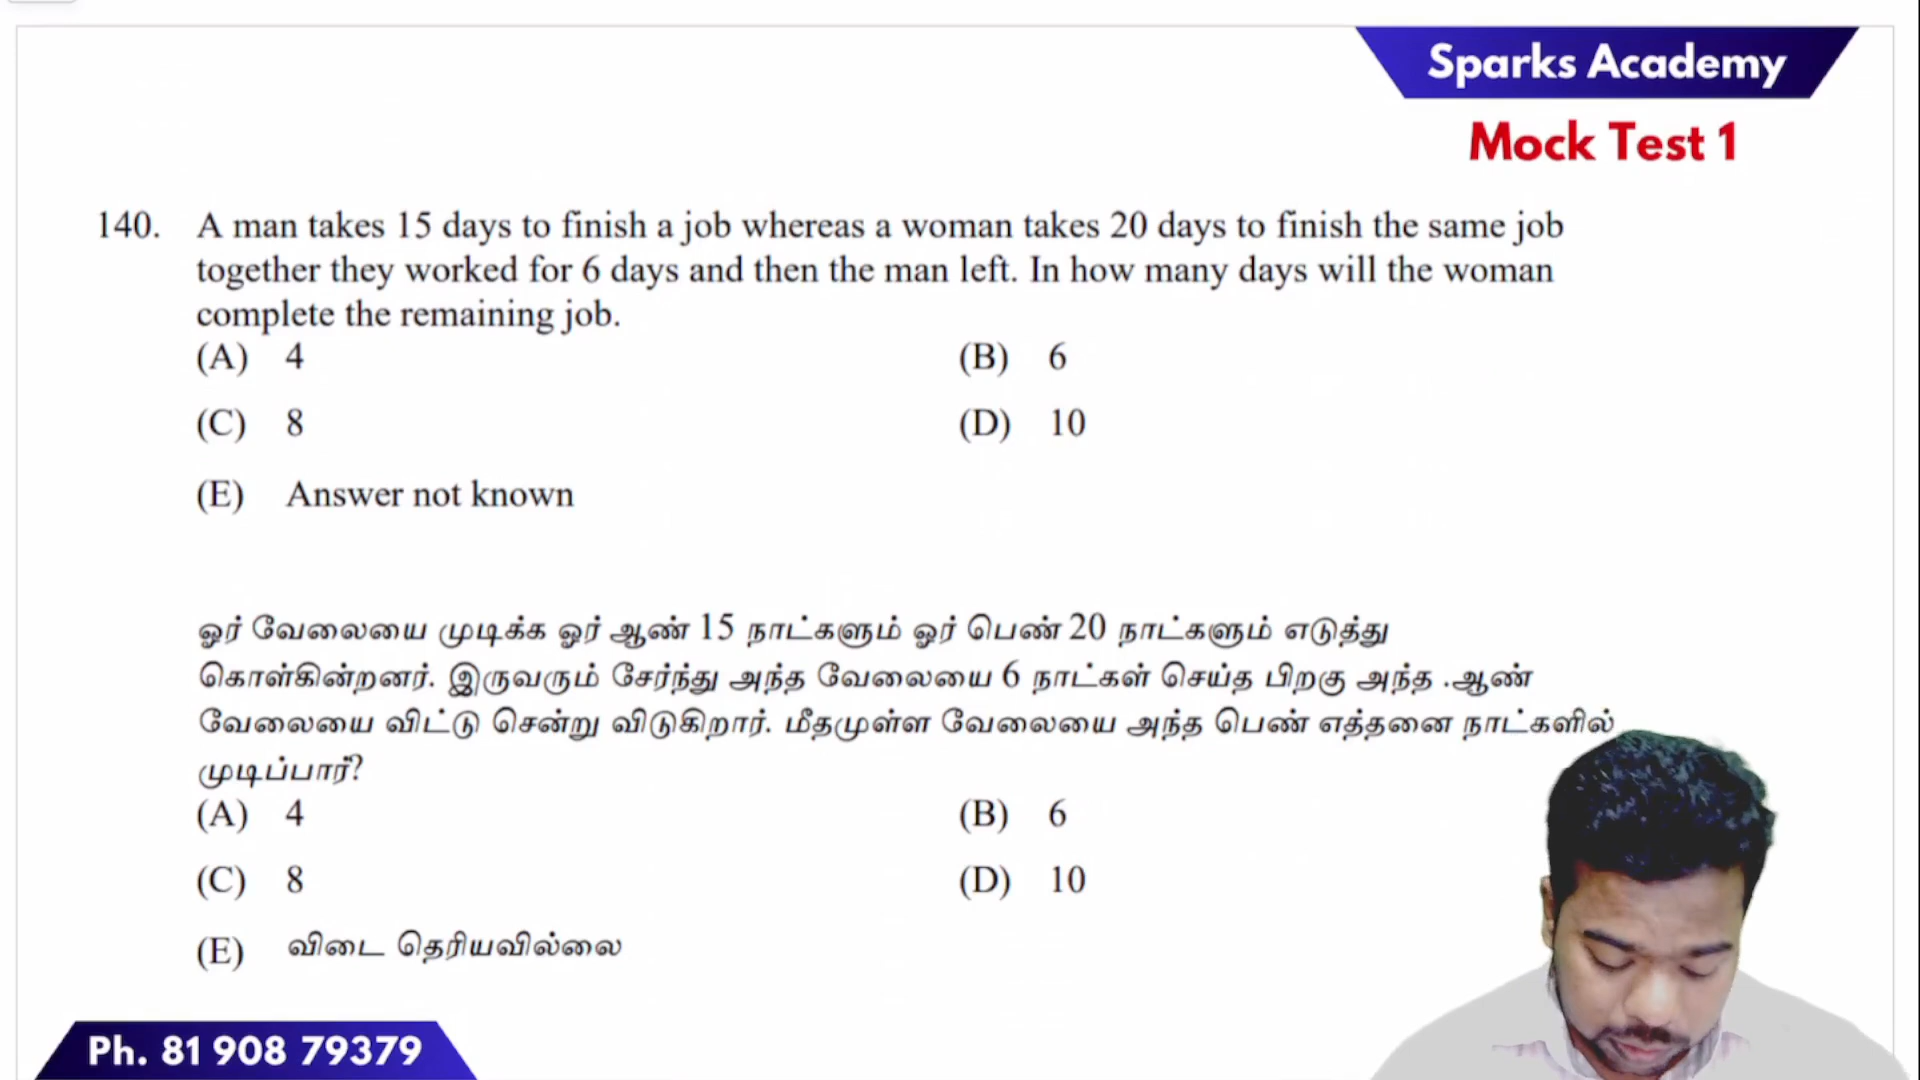 Sparks Academy
Mock Test 1
140. A man takes 15 days to finish a job whereas a woman takes 20 days to finish the same job
together they worked for 6 days and then the man left. In how many days will the woman
complete the remaining job.
(A) 4 (B) 6
(C) 8 (D) 10
(E) Answer not known
ஓர் வேலையை முடிக்க ஓர் ஆண் 15 நாட்களும் ஓர் பெண் 20 நாட்களும் எடுத்து
கொள்கின்றனர். இருவரும் சேர்ந்து அந்த வேலையை 6 நாட்கள் செய்த பிறகு அந்த .ஆண்
வேலையை விட்டு சென்று விடுகிறார். மீதமுள்ள வேலையை அந்த பெண் எத்தனை நாட்களில்
முடிப்பார்?
(A) 4 (B) 6
(C) 8 (D) 10
(E) விடை தெரியவில்லை
Ph. 81 908 79379